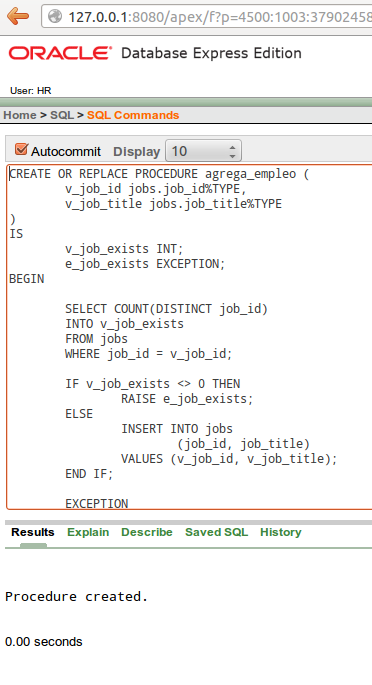 127.0.0.1:8080/apex/f?p=4500:1003:37902458
ORACLE® Database Express Edition
User: HR
Home > SQL > SQL Commands
Autocommit Display 10
CREATE OR REPLACE PROCEDURE agrega_empleo (
v_job_id jobs.job_id%TYPE,
v_job_title jobs.job_title%TYPE
)
IS
v_job_exists INT;
e_job_exists EXCEPTION;
BEGIN
SELECT COUNT(DISTINCT job_id)
INTO v_job_exists
FROM jobs
WHERE job_id = v_job_id;
IF v_job_exists <> 0 THEN
RAISE e_job_exists;
ELSE
INSERT INTO jobs
(job_id, job_title)
VALUES (v_job_id, v_job_title);
END IF;
EXCEPTION
Results Explain Describe Saved SQL History
Procedure created.
0.00 seconds